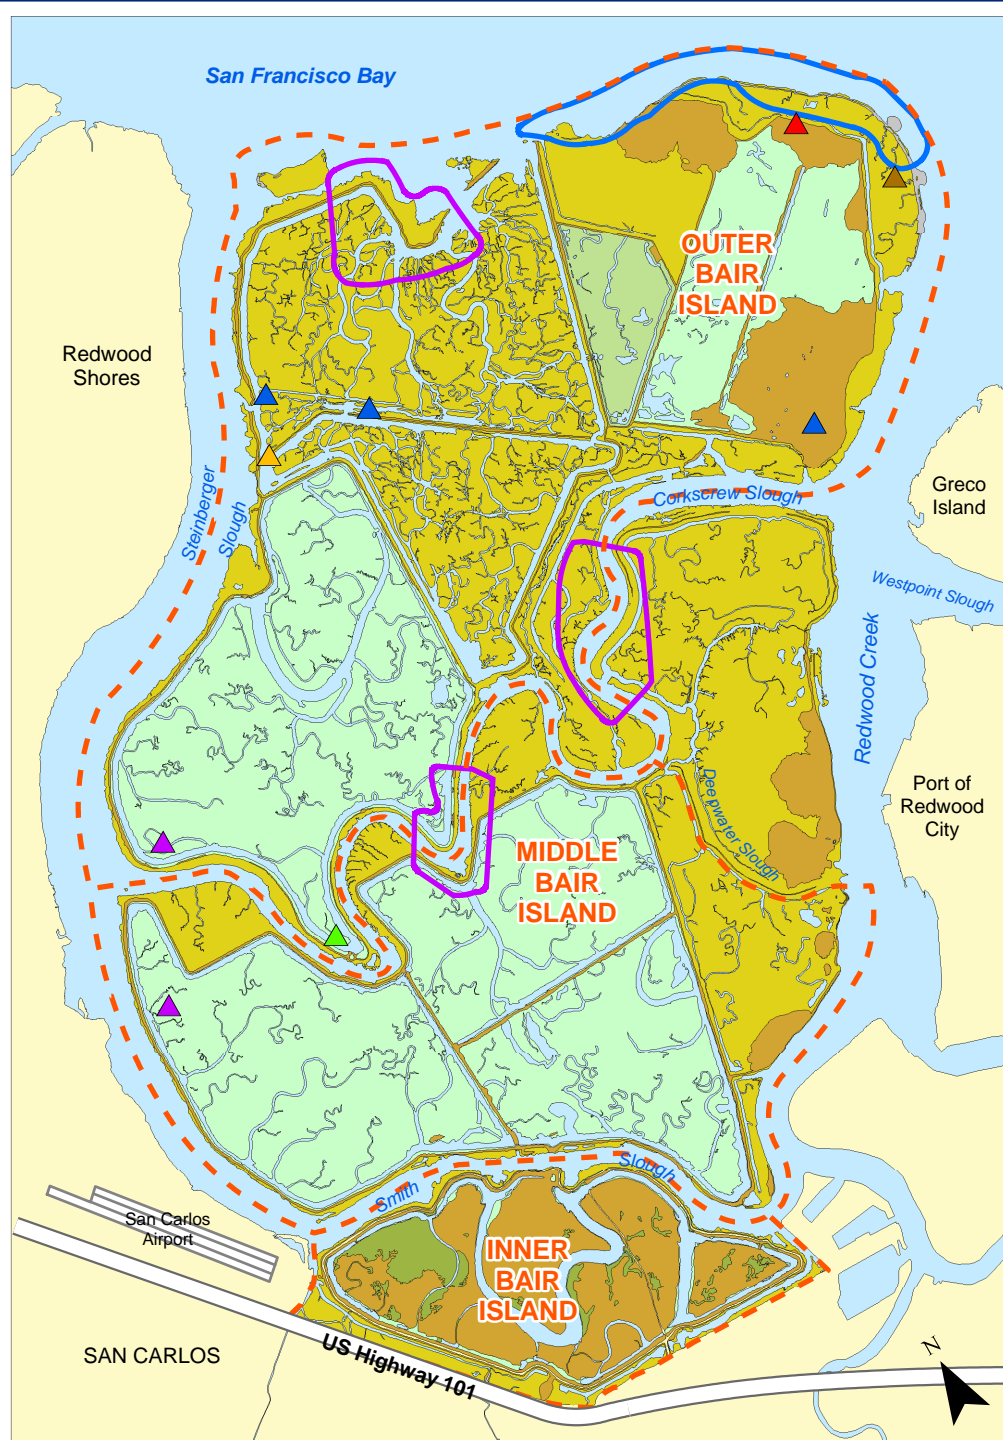 San Francisco Bay
OUTER
BAIR
ISLAND
Redwood
Shores
Steinberger
Slough
Corkscrew Slough
Greco
Island
Westpoint Slough
Redwood Creek
Deepwater Slough
Port of
Redwood
City
MIDDLE
BAIR
ISLAND
Smith
Slough
San Carlos
Airport
INNER
BAIR
ISLAND
US Highway 101
SAN CARLOS
N